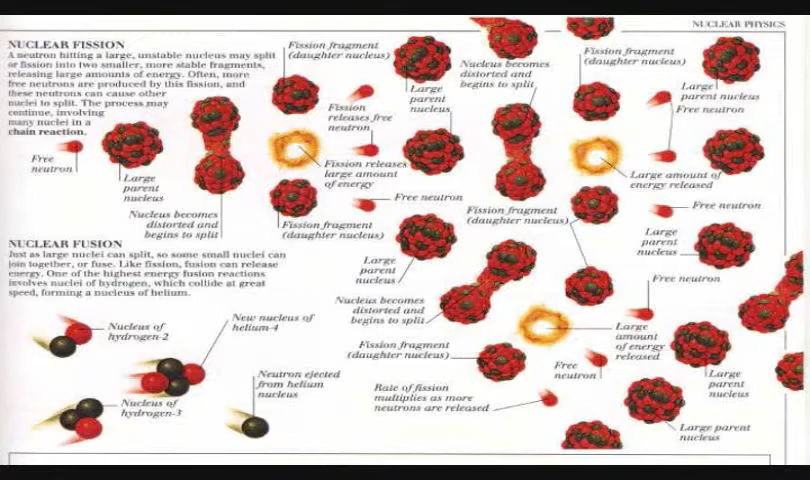 NUCLEAR PHYSICS
NUCLEAR FISSION
A neutron hitting a large, unstable nucleus may split
or fission into two smaller, more stable fragments,
releasing large amounts of energy. Often, more
free neutrons are produced by this fission, and
these neutrons can cause other
nuclei to split. The process may
continue, involving
many nuclei in a
chain reaction.
Free
neutron
Large
parent
nucleus
Nucleus becomes
distorted and
begins to split
Fission fragment
(daughter nucleus)
Fission
releases free
neutron
Fission releases
large amount
of energy
Free neutron
Fission fragment
(daughter nucleus)
Large
parent
nucleus
Nucleus becomes
distorted and
begins to split
Fission fragment
(daughter nucleus)
Large
parent nucleus
Free neutron
Large amount of
energy released
Free neutron
Fission fragment
(daughter nucleus)
Large
parent
nucleus
NUCLEAR FUSION
Just as large nuclei can split, so some small nuclei can
join together, or fuse. Like fission, fusion can release
energy. One of the highest energy fusion reactions
involves nuclei of hydrogen, which collide at great
speed, forming a nucleus of helium.
Nucleus of
hydrogen-2
New nucleus of
helium-4
Nucleus of
hydrogen-3
Neutron ejected
from helium
nucleus
Large
parent
nucleus
Nucleus becomes
distorted and
begins to split
Fission fragment
(daughter nucleus)
Rate of fission
multiplies as more
neutrons are released
Free neutron
Large
amount
of energy
released
Free
neutron
Large
parent
nucleus
Large parent
nucleus